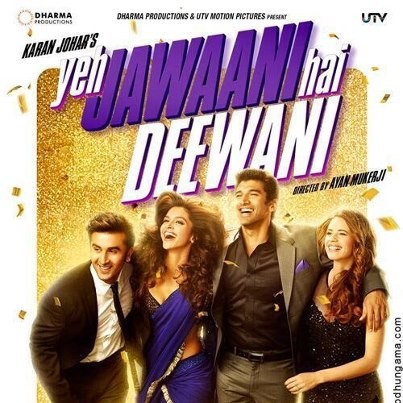 DHARMA PRODUCTIONS & UTV MOTION PICTURES PRESENT
DHARMA
PRODUCTIONS
UTV
KARAN JOHAR'S
yeh JAWAANI hai
DEEWANI
DIRECTED BY AYAN MUKERJI
odhungama.com